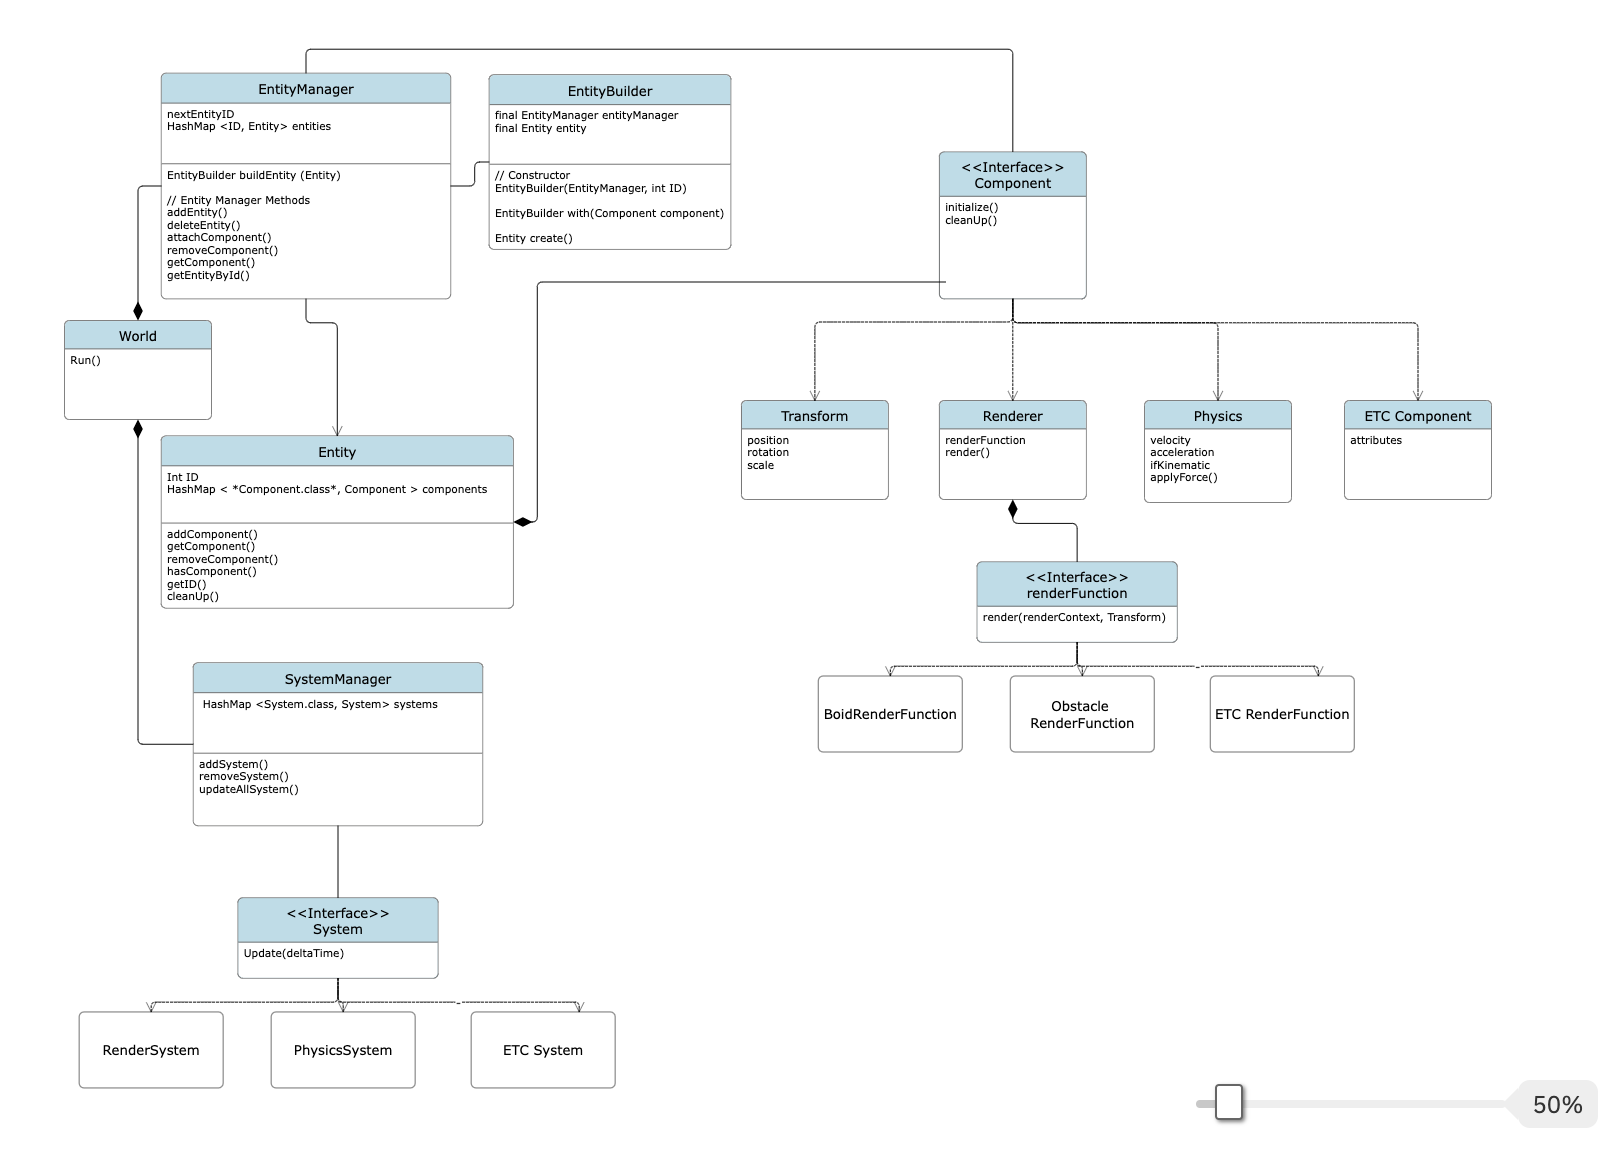 EntityManager
nextEntityID
HashMap <ID, Entity> entities
EntityBuilder buildEntity (Entity)
// Entity Manager Methods
addEntity()
deleteEntity()
attachComponent()
removeComponent()
getComponent()
getEntityById()
EntityBuilder
final EntityManager entityManager
final Entity entity
// Constructor
EntityBuilder(EntityManager, int ID)
EntityBuilder with(Component component)
Entity create()
<<Interface>>
Component
initialize()
cleanUp()
World
Run()
Entity
Int ID
HashMap < *Component.class*, Component > components
addComponent()
getComponent()
removeComponent()
hasComponent()
getID()
cleanUp()
Transform
position
rotation
scale
Renderer
renderFunction
render()
Physics
velocity
acceleration
ifKinematic
applyForce()
ETC Component
attributes
<<Interface>>
renderFunction
render(renderContext, Transform)
BoidRenderFunction
Obstacle
RenderFunction
ETC RenderFunction
SystemManager
HashMap <System.class, System> systems
addSystem()
removeSystem()
updateAllSystem()
<<Interface>>
System
Update(deltaTime)
RenderSystem
PhysicsSystem
ETC System
50%